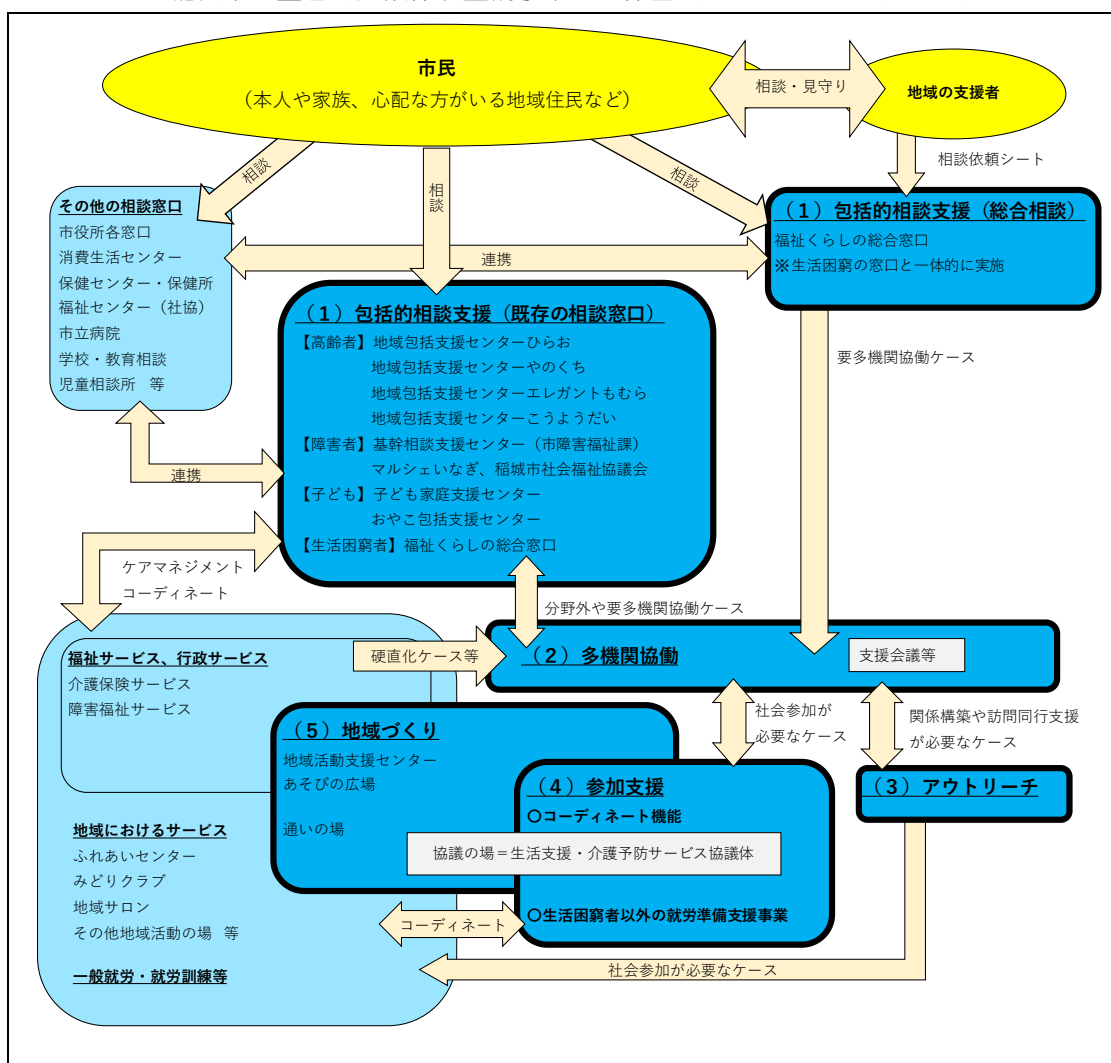 市民
（本人や家族、心配な方がいる地域住民など）
相談・見守り
地域の支援者
相談
相談
相談
相談依頼シート
その他の相談窓口
市役所各窓口
消費生活センター
保健センター・保健所
福祉センター（社協）
市立病院
学校・教育相談
児童相談所　等
連携
（１）包括的相談支援（総合相談）
福祉くらしの総合窓口
※生活困窮の窓口と一体的に実施
（１）包括的相談支援（既存の相談窓口）
【高齢者】地域包括支援センターひらお
地域包括支援センターやのくち
地域包括支援センターエレガントもむら
地域包括支援センターこうようだい
【障害者】基幹相談支援センター（市障害福祉課）
マルシェいなぎ、稲城市社会福祉協議会
【子ども】子ども家庭支援センター
おやこ包括支援センター
【生活困窮者】福祉くらしの総合窓口
要多機関協働ケース
連携
ケアマネジメント
コーディネート
分野外や要多機関協働ケース
福祉サービス、行政サービス
介護保険サービス
障害福祉サービス
硬直化ケース等
（２）多機関協働
支援会議等
社会参加が
必要なケース
関係構築や訪問同行支援
が必要なケース
（５）地域づくり
地域活動支援センター
あそびの広場
通いの場
（４）参加支援
〇コーディネート機能
（３）アウトリーチ
協議の場＝生活支援・介護予防サービス協議体
〇生活困窮者以外の就労準備支援事業
地域におけるサービス
ふれあいセンター
みどりクラブ
地域サロン
その他地域活動の場　等
コーディネート
一般就労・就労訓練等
社会参加が必要なケース